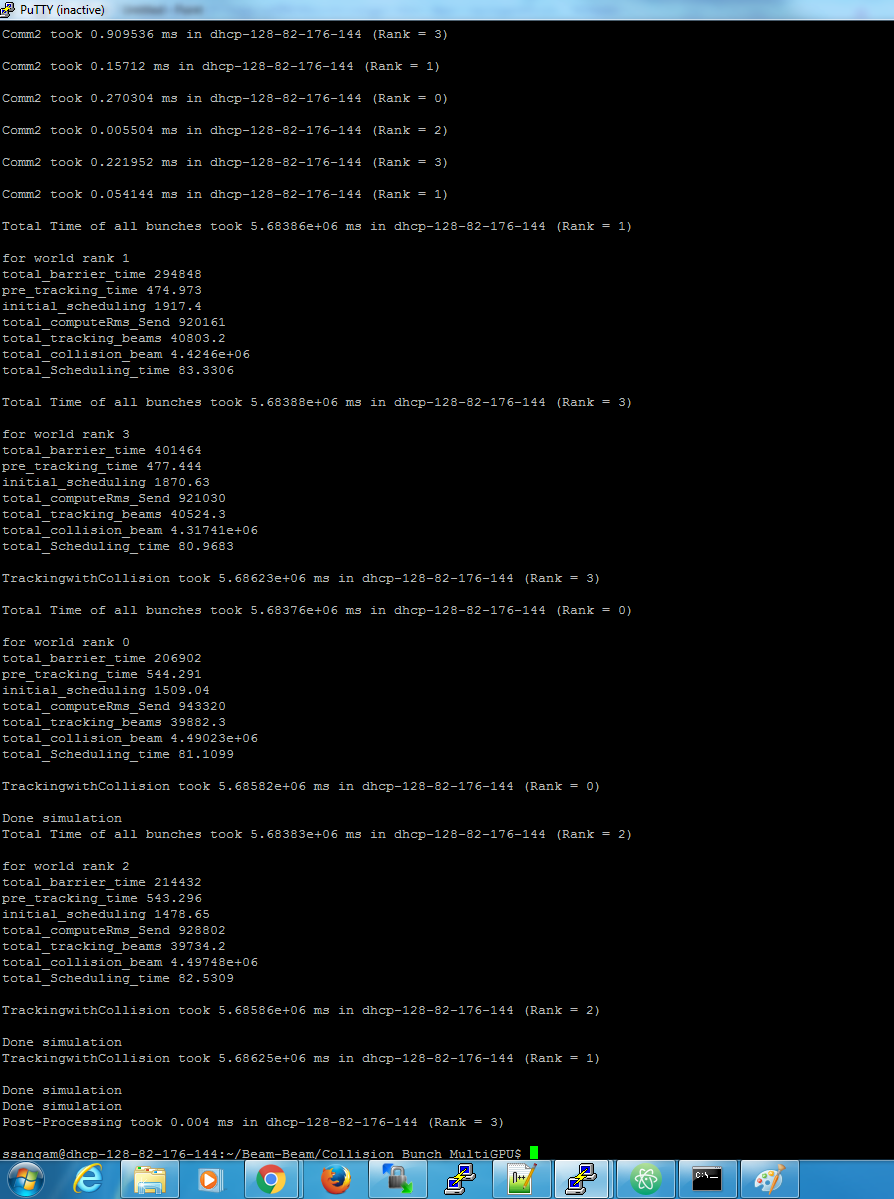 PuTTY (inactive)
Comm2 took 0.909536 ms in dhcp-128-82-176-144 (Rank = 3)
Comm2 took 0.15712 ms in dhcp-128-82-176-144 (Rank = 1)
Comm2 took 0.270304 ms in dhcp-128-82-176-144 (Rank = 0)
Comm2 took 0.005504 ms in dhcp-128-82-176-144 (Rank = 2)
Comm2 took 0.221952 ms in dhcp-128-82-176-144 (Rank = 3)
Comm2 took 0.054144 ms in dhcp-128-82-176-144 (Rank = 1)
Total Time of all bunches took 5.68386e+06 ms in dhcp-128-82-176-144 (Rank = 1)
for world rank 1
total_barrier_time 294848
pre_tracking_time 474.973
initial_scheduling 1917.4
total_computeRms_Send 920161
total_tracking_beams 40803.2
total_collision_beam 4.4246e+06
total_Scheduling_time 83.3306
Total Time of all bunches took 5.68388e+06 ms in dhcp-128-82-176-144 (Rank = 3)
for world rank 3
total_barrier_time 401464
pre_tracking_time 477.444
initial_scheduling 1870.63
total_computeRms_Send 921030
total_tracking_beams 40524.3
total_collision_beam 4.31741e+06
total_Scheduling_time 80.9683
TrackingwithCollision took 5.68623e+06 ms in dhcp-128-82-176-144 (Rank = 3)
Total Time of all bunches took 5.68376e+06 ms in dhcp-128-82-176-144 (Rank = 0)
for world rank 0
total_barrier_time 206902
pre_tracking_time 544.291
initial_scheduling 1509.04
total_computeRms_Send 943320
total_tracking_beams 39882.3
total_collision_beam 4.49023e+06
total_Scheduling_time 81.1099
TrackingwithCollision took 5.68582e+06 ms in dhcp-128-82-176-144 (Rank = 0)
Done simulation
Total Time of all bunches took 5.68383e+06 ms in dhcp-128-82-176-144 (Rank = 2)
for world rank 2
total_barrier_time 214432
pre_tracking_time 543.296
initial_scheduling 1478.65
total_computeRms_Send 928802
total_tracking_beams 39734.2
total_collision_beam 4.49748e+06
total_Scheduling_time 82.5309
TrackingwithCollision took 5.68586e+06 ms in dhcp-128-82-176-144 (Rank = 2)
Done simulation
TrackingwithCollision took 5.68625e+06 ms in dhcp-128-82-176-144 (Rank = 1)
Done simulation
Done simulation
Post-Processing took 0.004 ms in dhcp-128-82-176-144 (Rank = 3)
ssangam@dhcp-128-82-176-144:~/Beam-Beam/Collision_Bunch_MultiGPU$